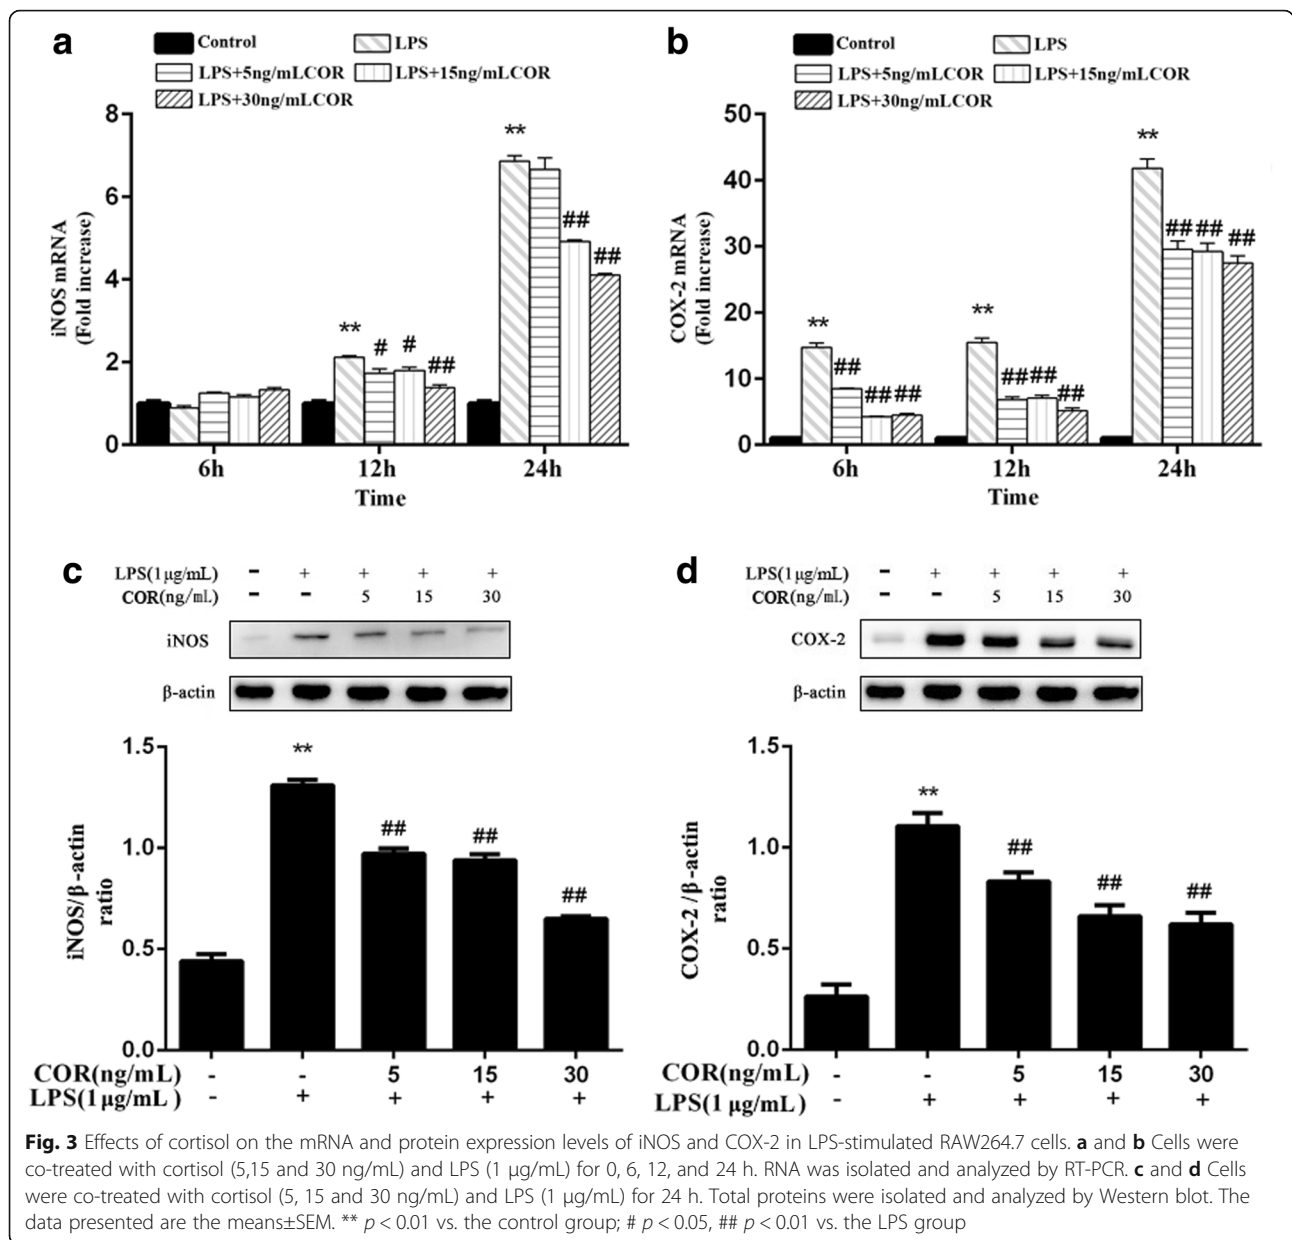 a
Control
LPS
LPS+5ng/mLCOR
LPS+15ng/mLCOR
LPS+30ng/mLCOR
iNOS mRNA
(Fold increase)
8
6
4
2
0
**
#
#
##
**
##
##
6h
12h
24h
Time
b
Control
LPS
LPS+5ng/mLCOR
LPS+15ng/mLCOR
LPS+30ng/mLCOR
COX-2 mRNA
(Fold increase)
50
40
30
20
10
0
**
##
##
##
**
##
##
##
**
##
##
##
6h
12h
24h
Time
c
LPS(1μg/mL) - + + + +
COR(ng/mL) - - 5 15 30
iNOS
β-actin
iNOS/β-actin
ratio
1.5
1.0
0.5
0.0
**
##
##
##
COR(ng/mL) - - 5 15 30
LPS(1μg/mL) - + + + +
d
LPS(1μg/mL) - + + + +
COR(ng/mL) - - 5 15 30
COX-2
β-actin
COX-2/β-actin
ratio
1.5
1.0
0.5
0.0
**
##
##
##
COR(ng/mL) - - 5 15 30
LPS(1μg/mL) - + + + +
Fig. 3 Effects of cortisol on the mRNA and protein expression levels of iNOS and COX-2 in LPS-stimulated RAW264.7 cells. a and b Cells were
co-treated with cortisol (5,15 and 30 ng/mL) and LPS (1 μg/mL) for 0, 6, 12, and 24 h. RNA was isolated and analyzed by RT-PCR. c and d Cells
were co-treated with cortisol (5, 15 and 30 ng/mL) and LPS (1 μg/mL) for 24 h. Total proteins were isolated and analyzed by Western blot. The
data presented are the means±SEM. ** p < 0.01 vs. the control group; # p < 0.05, ## p < 0.01 vs. the LPS group